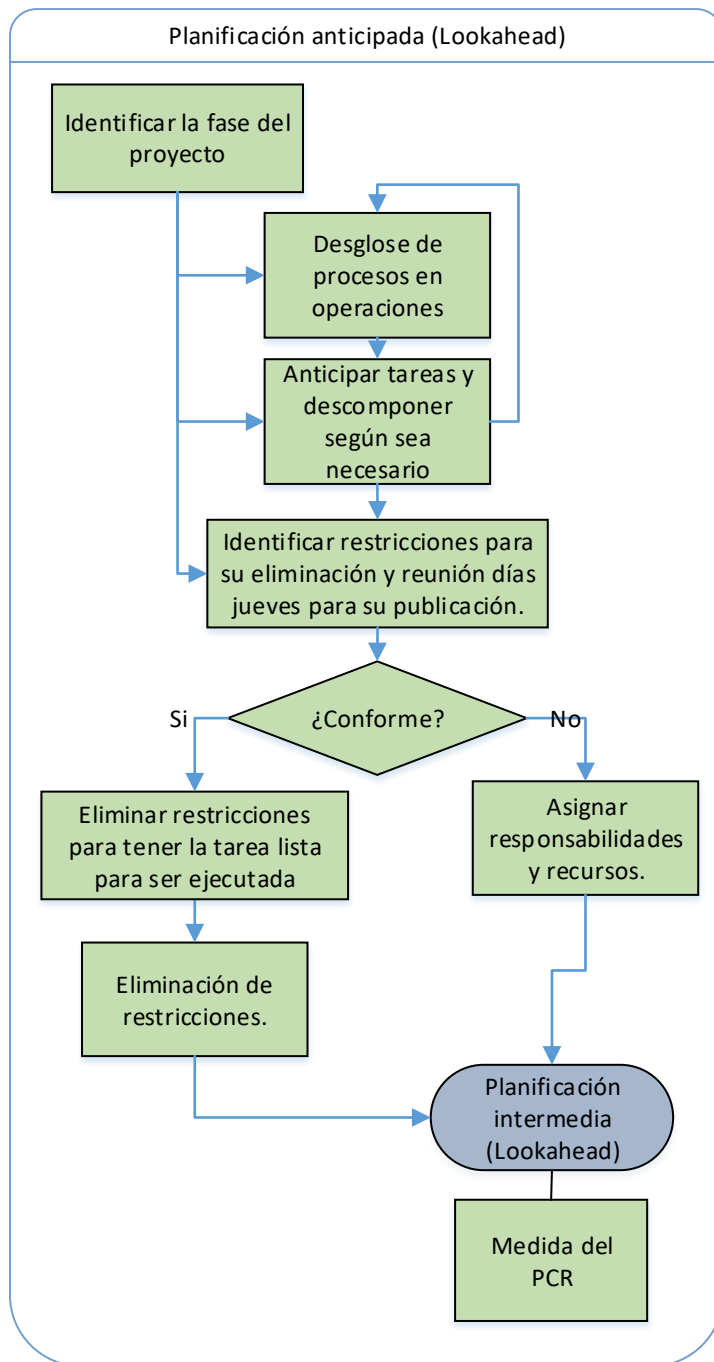 Planificación anticipada (Lookahead)
Identificar la fase del
proyecto
Desglose de
procesos en
operaciones
Anticipar tareas y
descomponer
según sea
necesario
Identificar restricciones para
su eliminación y reunión días
jueves para su publicación.
¿Conforme?
Si
No
Eliminar restricciones
para tener la tarea lista
para ser ejecutada
Asignar
responsabilidades
y recursos.
Eliminación de
restricciones.
Planificación
intermedia
(Lookahead)
Medida del
PCR